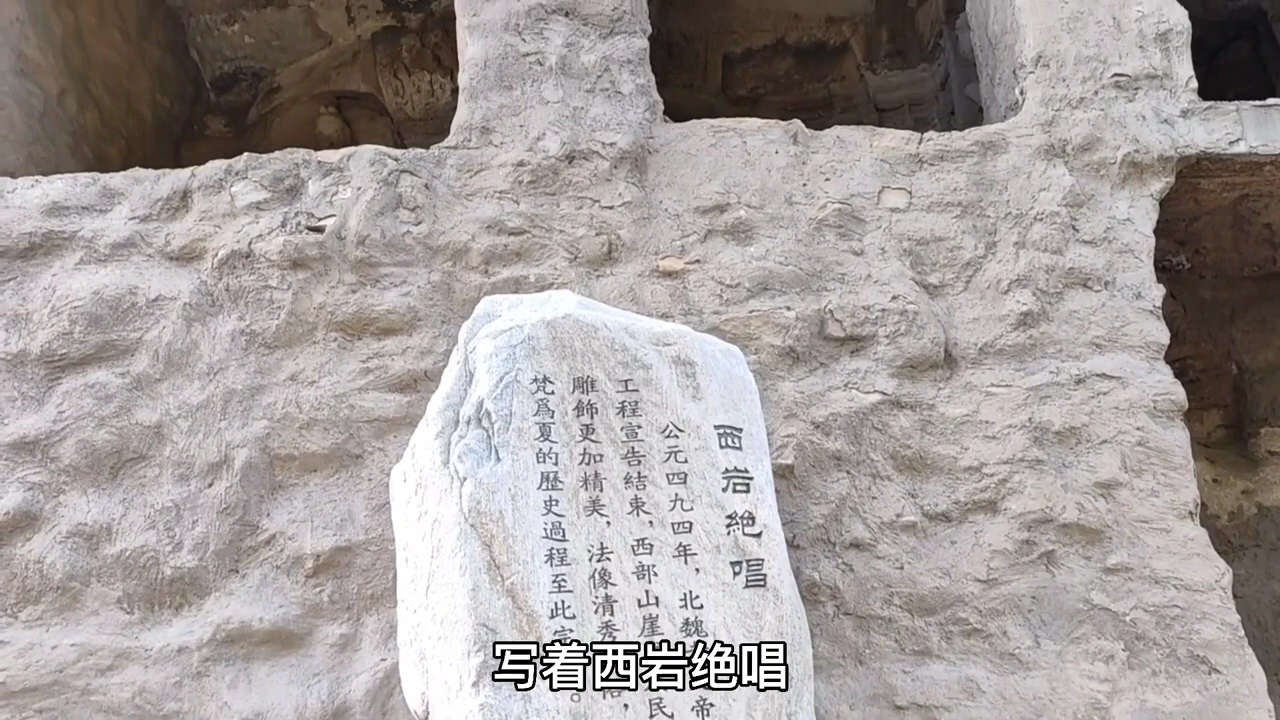 西岩絶唱
公元四九四年，北魏帝
工程宣告結束，西部山崖民
雕飾更加精美，法像清秀，
梵爲夏的歷史過程至此。
写着西岩绝唱